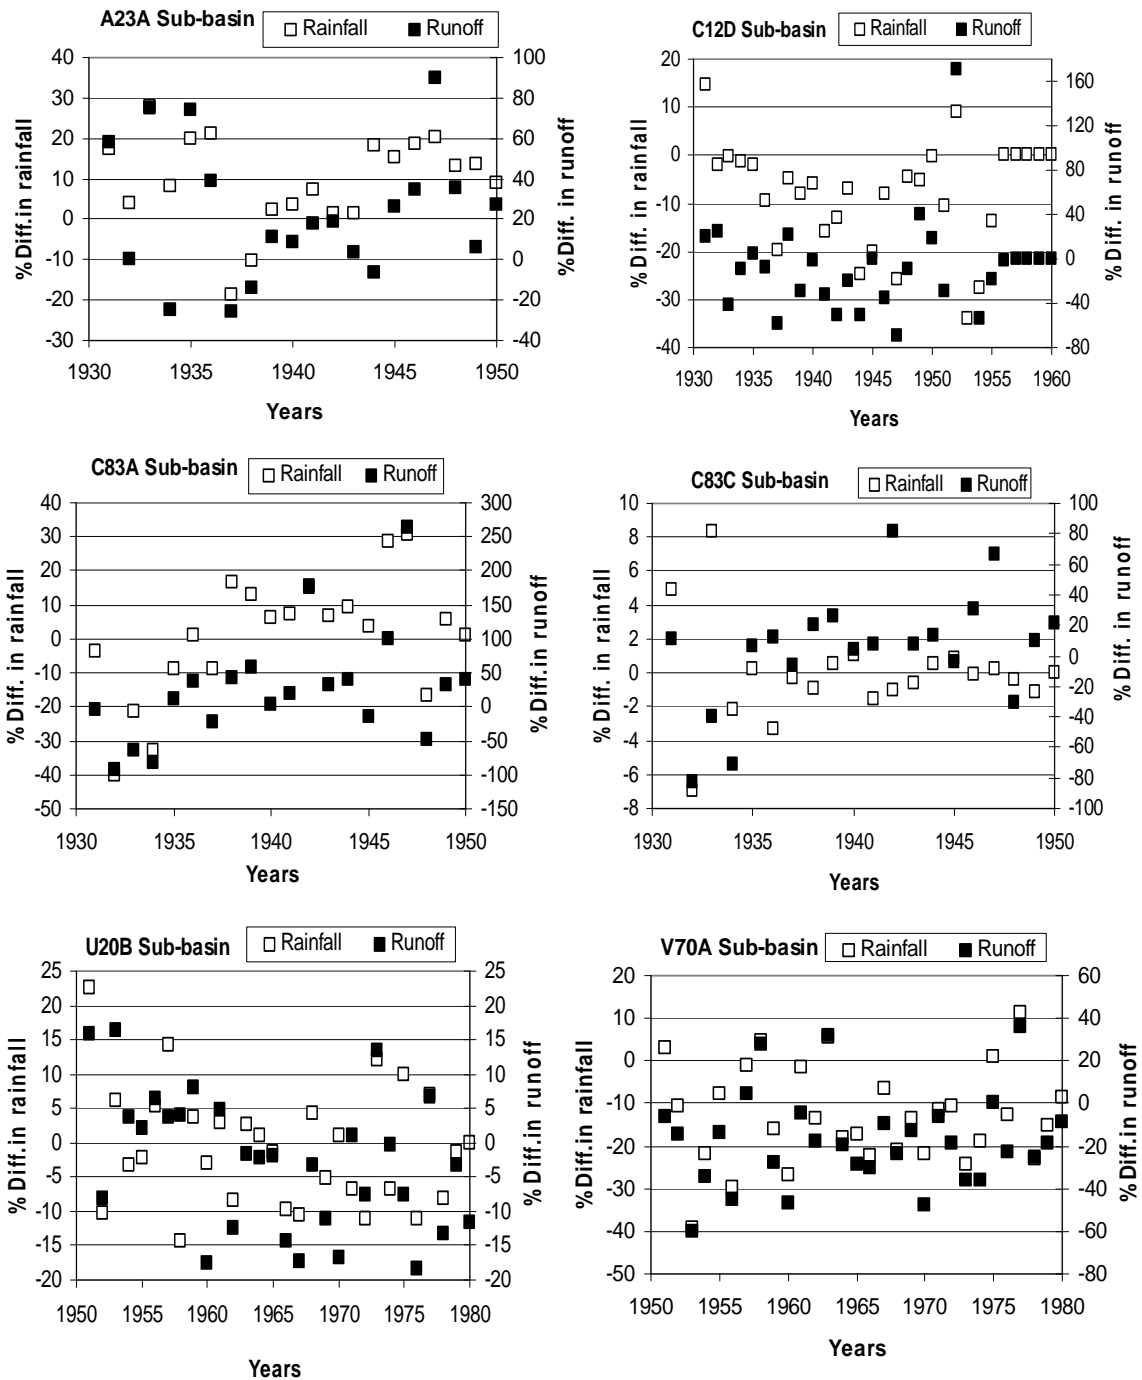 A23A Sub-basin
Rainfall Runoff
40 100
30 80
20 60
10 40
0 20
-10 0
-20 -20
-30 -40
%Diff.in rainfall
%Diff. in runoff
1930 1935 1940 1945 1950
Years
C12D Sub-basin
Rainfall Runoff
20
10
0
-10
-20
-30
-40
160
120
80
40
0
-40
-80
%Diff. in rainfall
%Diff. in runoff
1930 1935 1940 1945 1950 1955 1960
Years
C83A Sub-basin
Rainfall Runoff
40 300
30 250
20 200
10 150
0 100
-10 50
-20 0
-30 -50
-40 -100
-50 -150
%Diff. in rainfall
%Diff.in runoff
1930 1935 1940 1945 1950
Years
C83C Sub-basin
Rainfall Runoff
10
8
6
4
2
0
-2
-4
-6
-8
100
80
60
40
20
0
-20
-40
-60
-80
-100
%Diff. in rainfall
%Diff. in runoff
1930 1935 1940 1945 1950
Years
U20B Sub-basin
Rainfall Runoff
25 25
20 20
15 15
10 10
5 5
0 0
-5 -5
-10 -10
-15 -15
-20 -20
%Diff.in rainfall
%Diff.in runoff
1950 1955 1960 1965 1970 1975 1980
Years
V70A Sub-basin
Rainfall Runoff
20 60
10 40
0 20
-10 0
-20 -20
-30 -40
-40 -60
-50 -80
%Diff.in rainfall
%Diff.in runoff
1950 1955 1960 1965 1970 1975 1980
Years